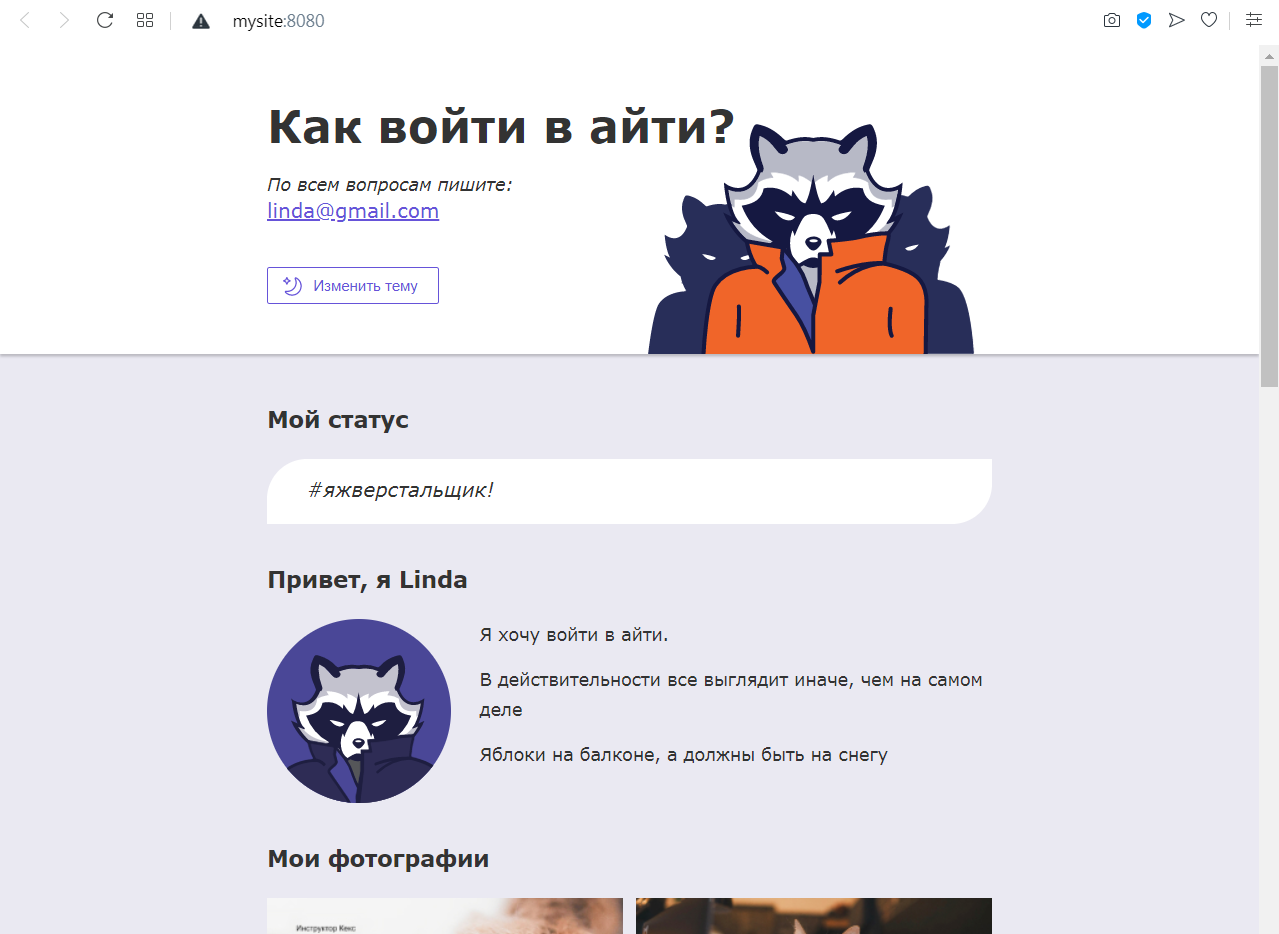 mysite:8080
Как войти в айти?
По всем вопросам пишите:
linda@gmail.com
Изменить тему
Мой статус
#яжверстальщик!
Привет, я Linda
Я хочу войти в айти.
В действительности все выглядит иначе, чем на самом
деле
Яблоки на балконе, а должны быть на снегу
Мои фотографии
Инструктор Кекс